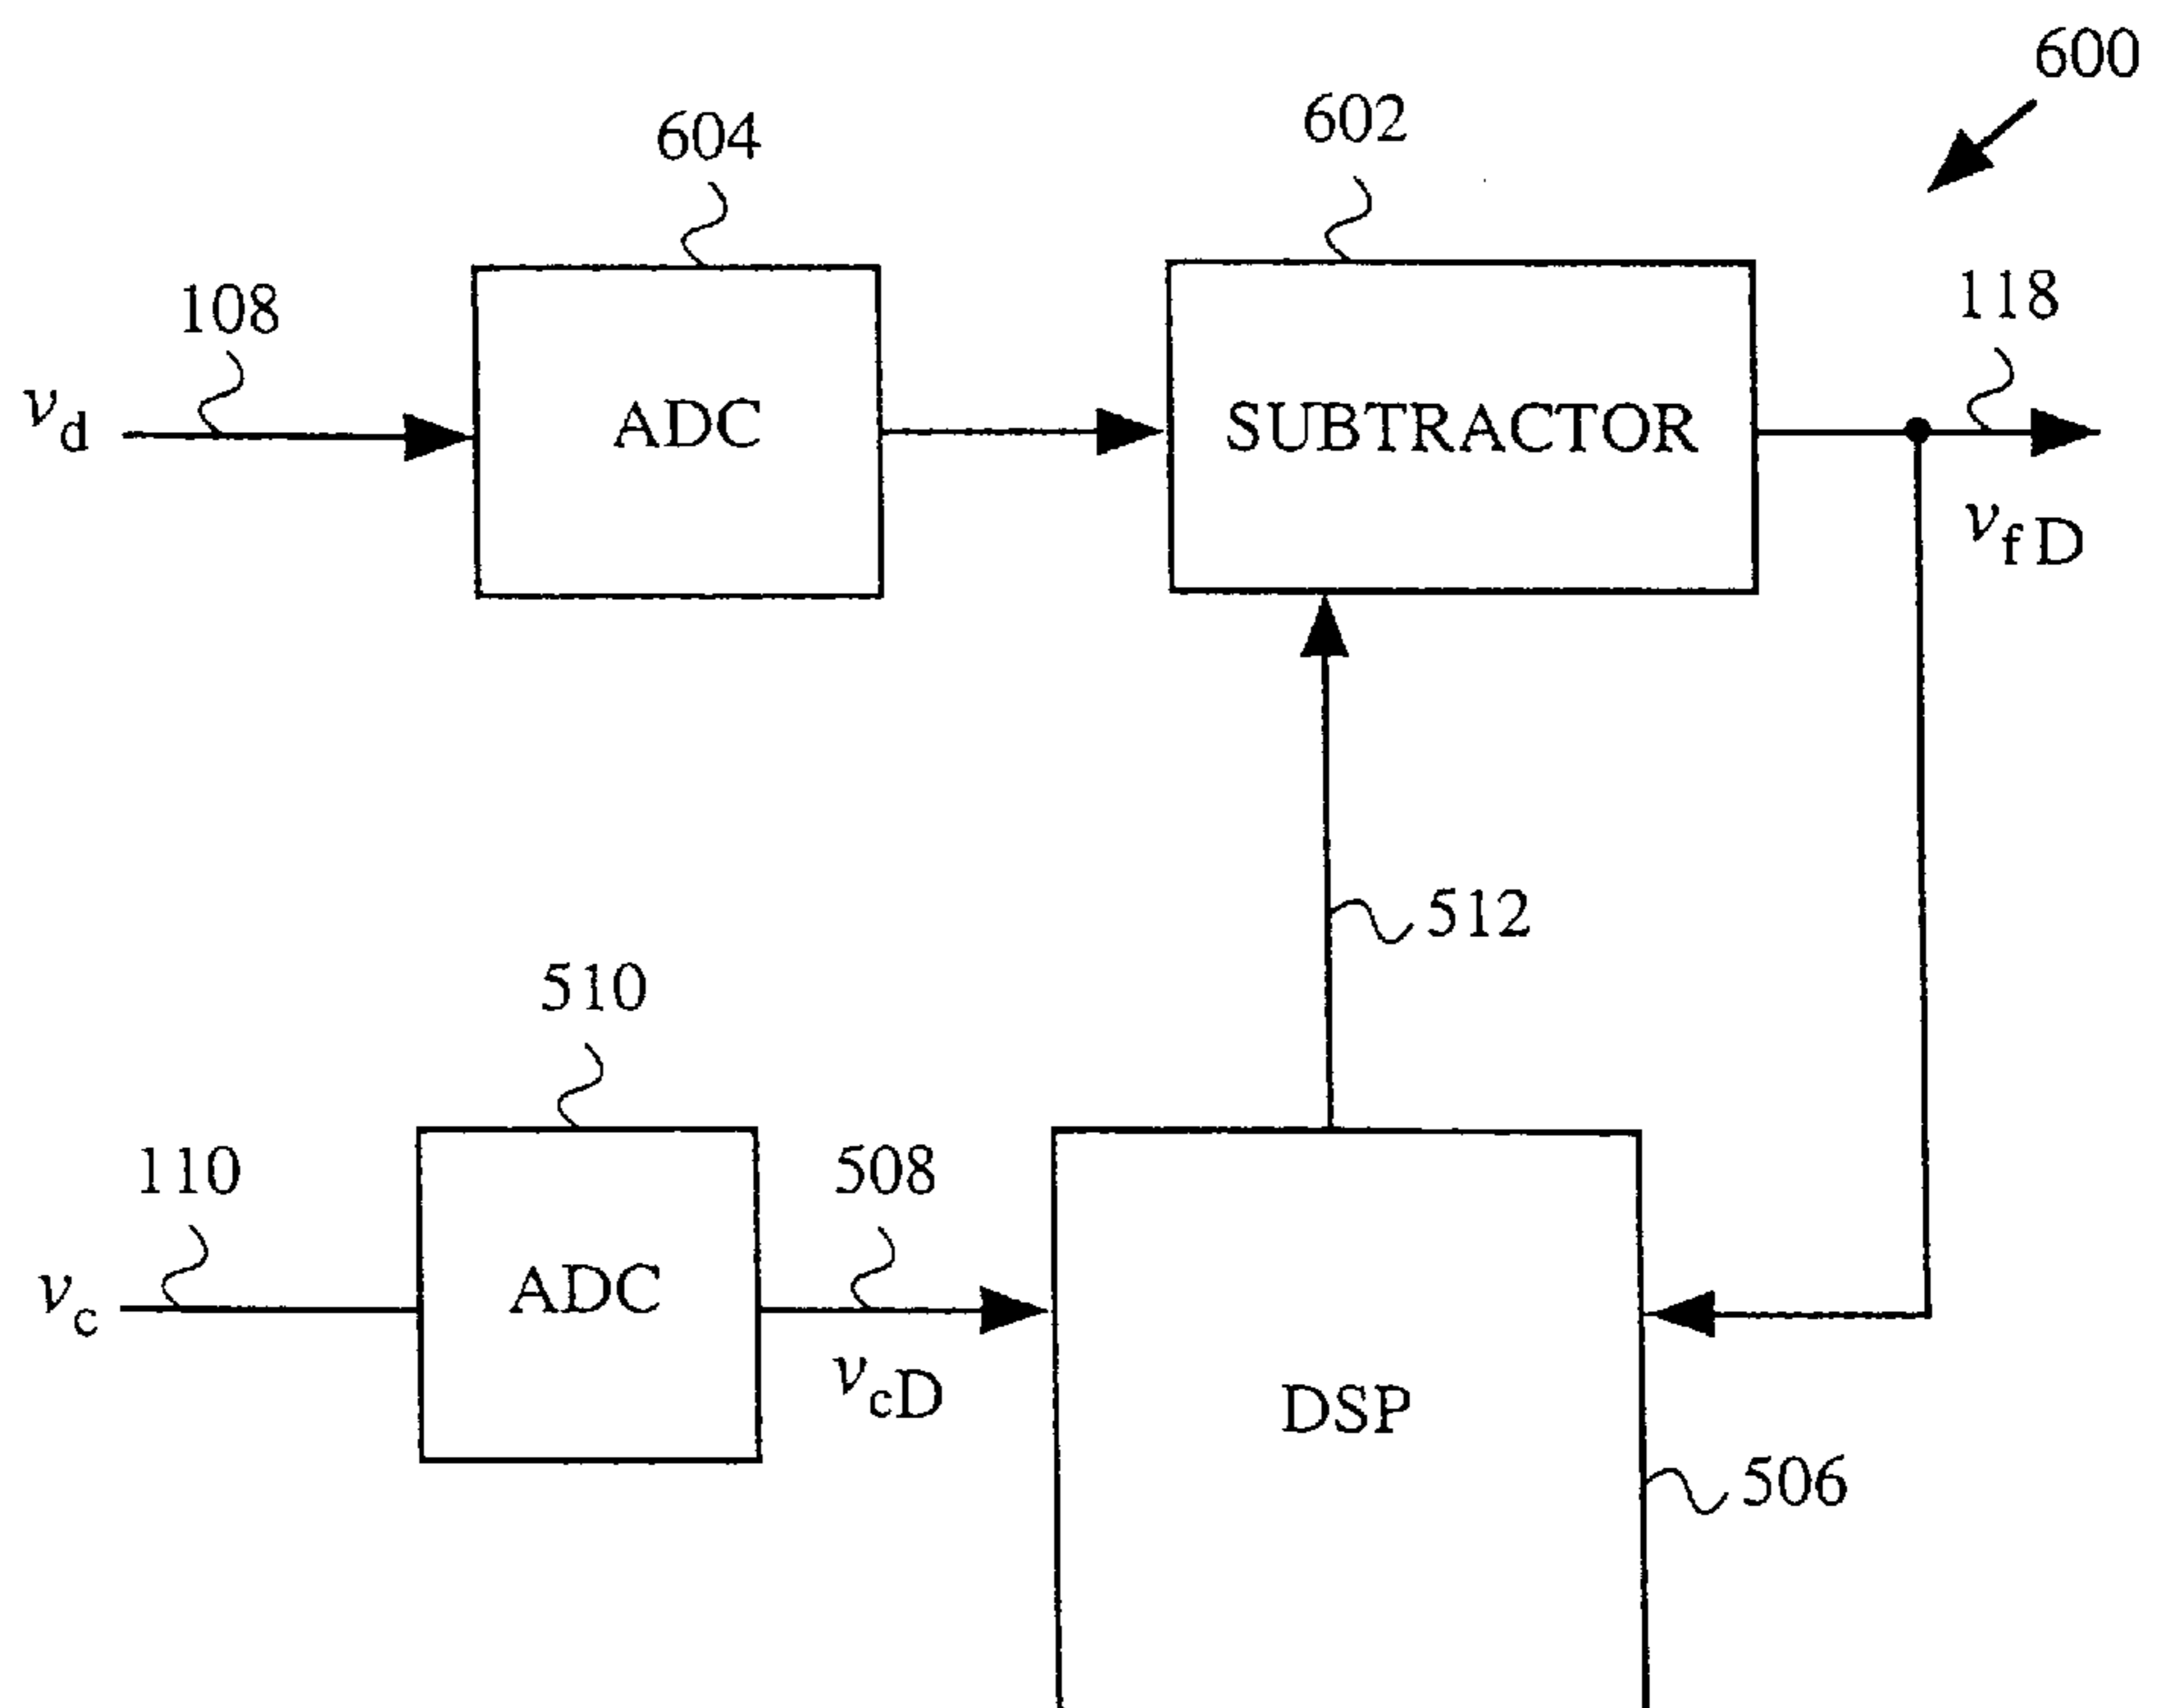 600
602
604
118
108
v_d
ADC
SUBTRACTOR
v_fD
512
510
110
508
v_c
ADC
v_cD
DSP
506